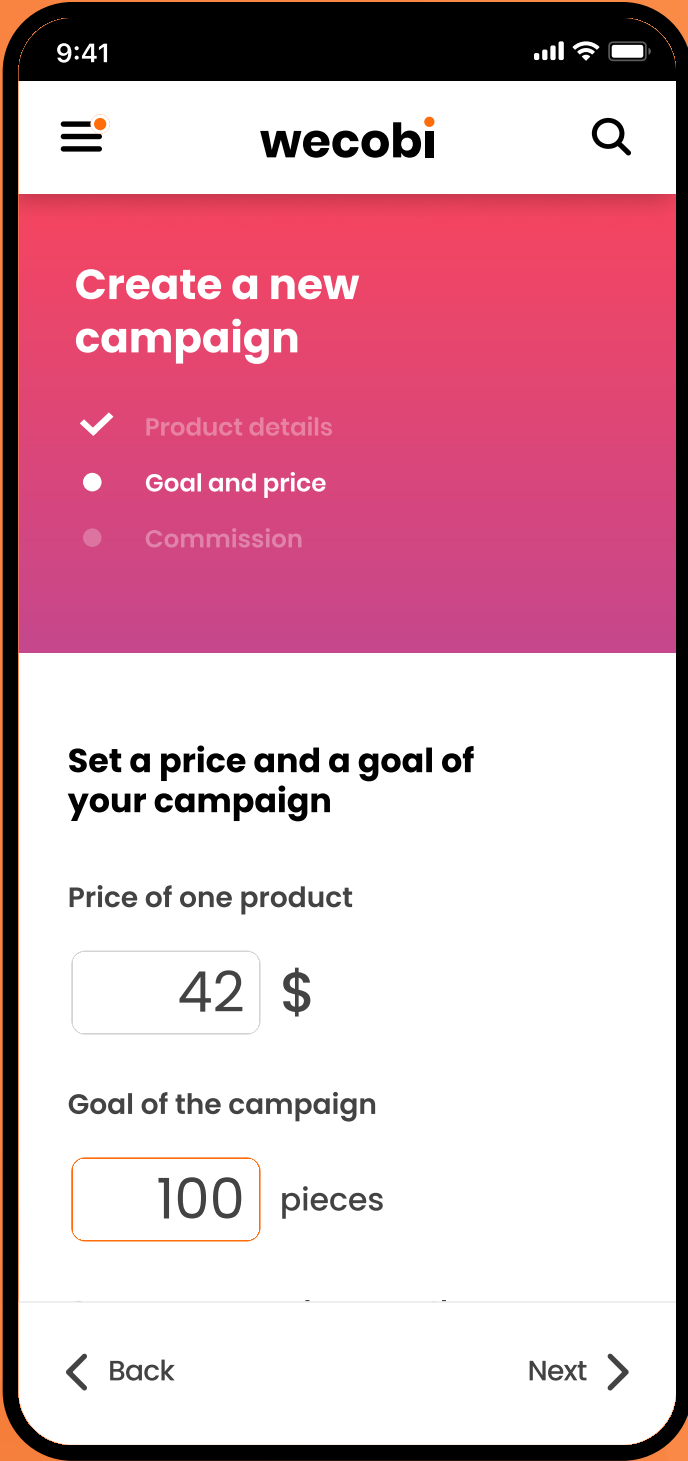 9:41
wecobi
Create a new
campaign
Product details
Goal and price
Commission
Set a price and a goal of
your campaign
Price of one product
42 $
Goal of the campaign
100 pieces
Back Next